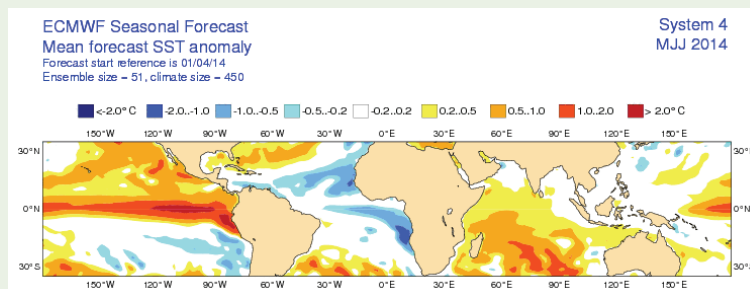 ECMWF Seasonal Forecast
Mean forecast SST anomaly
Forecast start reference is 01/04/14
Ensemble size = 51, climate size = 450
System 4
MJJ 2014
<-2.0° C -2.0..-1.0 -1.0..-0.5 -0.5..-0.2 -0.2..0.2 0.2..0.5 0.5..1.0 1.0..2.0 > 2.0° C
150°W 120°W 90°W 60°W 30°W 0°E 30°E 60°E 90°E 120°E 150°E
30°N 30°N
0°N 0°N
30°S 30°S
150°W 120°W 90°W 60°W 30°W 0°E 30°E 60°E 90°E 120°E 150°E